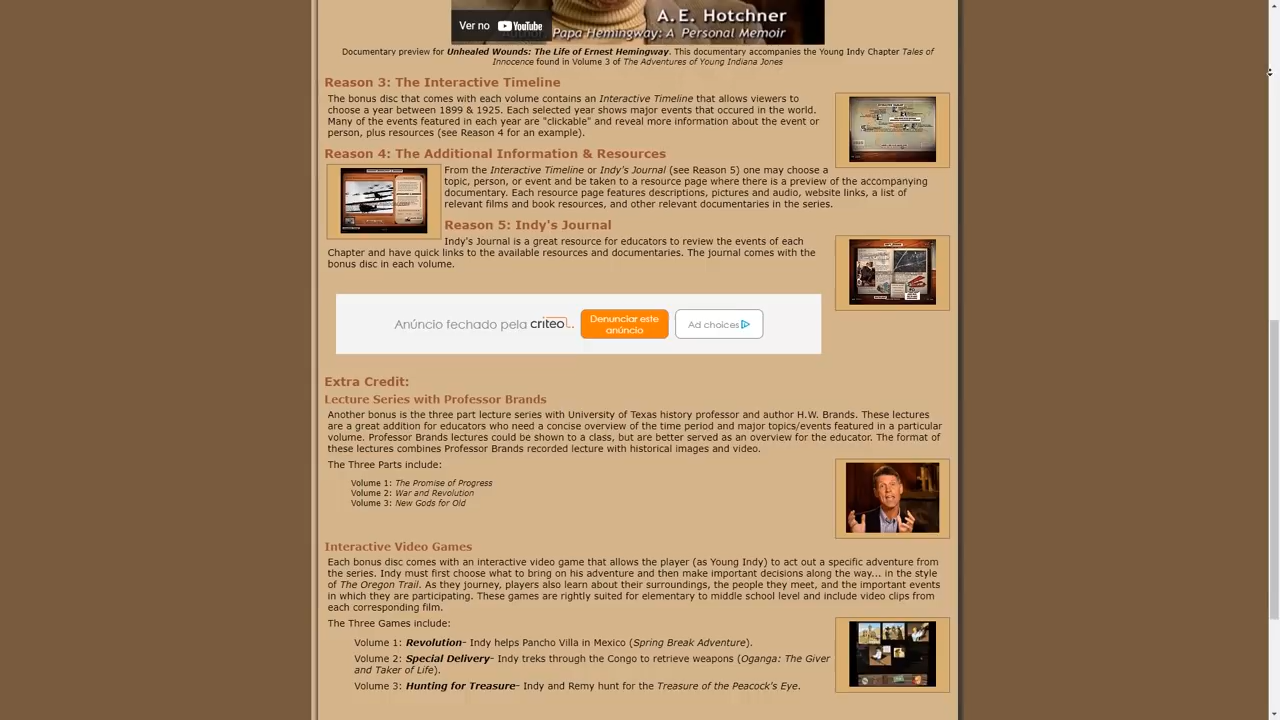 A.E. Hotchner
Ver no YouTube
Author, Papa Hemingway: A Personal Memoir
Documentary preview for Unhealed Wounds: The Life of Ernest Hemingway. This documentary accompanies the Young Indy Chapter Tales of
Innocence found in Volume 3 of The Adventures of Young Indiana Jones
Reason 3: The Interactive Timeline
The bonus disc that comes with each volume contains an Interactive Timeline that allows viewers to
choose a year between 1899 & 1925. Each selected year shows major events that occured in the world.
Many of the events featured in each year are "clickable" and reveal more information about the event or
person, plus resources (see Reason 4 for an example).
Reason 4: The Additional Information & Resources
From the Interactive Timeline or Indy's Journal (see Reason 5) one may choose a
topic, person, or event and be taken to a resource page where there is a preview of the accompanying
documentary. Each resource page features descriptions, pictures and audio, website links, a list of
relevant films and book resources, and other relevant documentaries in the series.
Reason 5: Indy's Journal
Indy's Journal is a great resource for educators to review the events of each
Chapter and have quick links to the available resources and documentaries. The journal comes with the
bonus disc in each volume.
Anúncio fechado pela criteo
Denunciar este
anúncio
Ad choices
Extra Credit:
Lecture Series with Professor Brands
Another bonus is the three part lecture series with University of Texas history professor and author H.W. Brands. These lectures
are a great addition for educators who need a concise overview of the time period and major topics/events featured in a particular
volume. Professor Brands lectures could be shown to a class, but are better served as an overview for the educator. The format of
these lectures combines Professor Brands recorded lecture with historical images and video.
The Three Parts include:
Volume 1: The Promise of Progress
Volume 2: War and Revolution
Volume 3: New Gods for Old
Interactive Video Games
Each bonus disc comes with an interactive video game that allows the player (as Young Indy) to act out a specific adventure from
the series. Indy must first choose what to bring on his adventure and then make important decisions along the way... in the style
of The Oregon Trail. As they journey, players also learn about their surroundings, the people they meet, and the important events
in which they are participating. These games are rightly suited for elementary to middle school level and include video clips from
each corresponding film.
The Three Games include:
Volume 1: Revolution– Indy helps Pancho Villa in Mexico (Spring Break Adventure).
Volume 2: Special Delivery– Indy treks through the Congo to retrieve weapons (Oganga: The Giver
and Taker of Life).
Volume 3: Hunting for Treasure– Indy and Remy hunt for the Treasure of the Peacock's Eye.